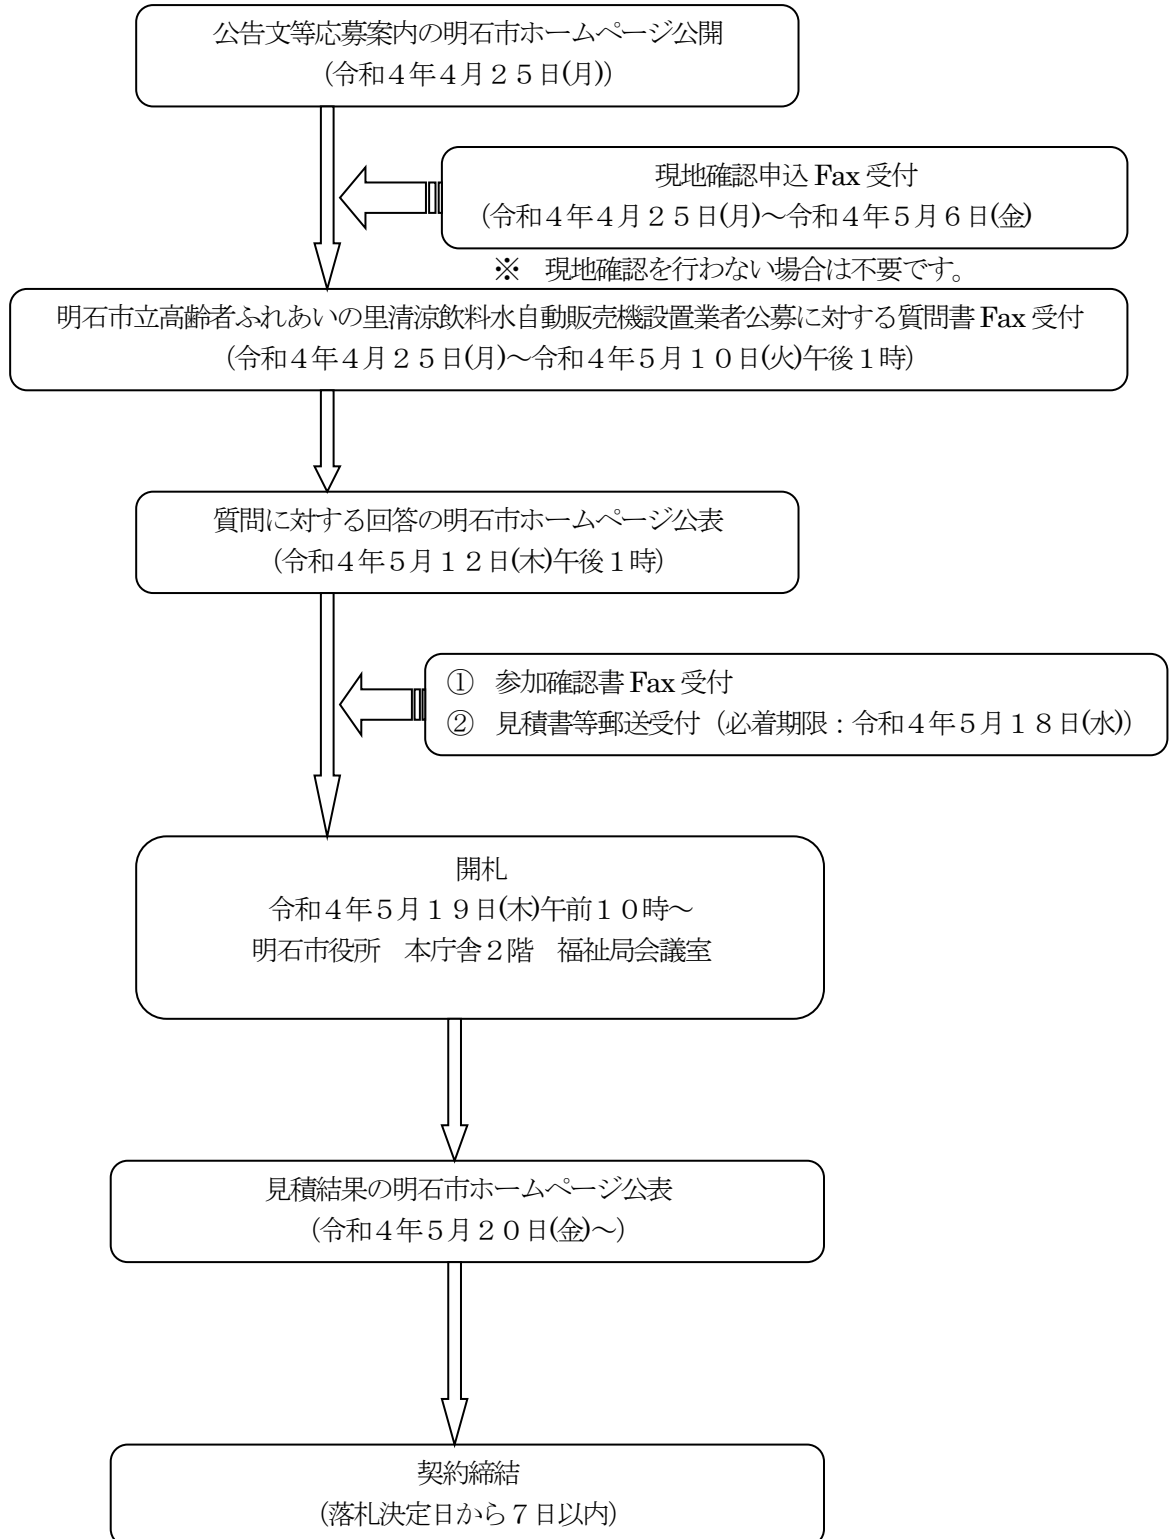 公告文等応募案内の明石市ホームページ公開
（令和４年４月２５日(月)）
現地確認申込 Fax 受付
（令和４年４月２５日(月)～令和４年５月６日(金)
※　現地確認を行わない場合は不要です。
明石市立高齢者ふれあいの里清涼飲料水自動販売機設置業者公募に対する質問書 Fax 受付
（令和４年４月２５日(月)～令和４年５月１０日(火)午後１時）
質問に対する回答の明石市ホームページ公表
（令和４年５月１２日(木)午後１時）
①　参加確認書 Fax 受付
②　見積書等郵送受付（必着期限：令和４年５月１８日(水)）
開札
令和４年５月１９日(木)午前１０時～
明石市役所　本庁舎２階　福祉局会議室
見積結果の明石市ホームページ公表
（令和４年５月２０日(金)～）
契約締結
（落札決定日から７日以内）